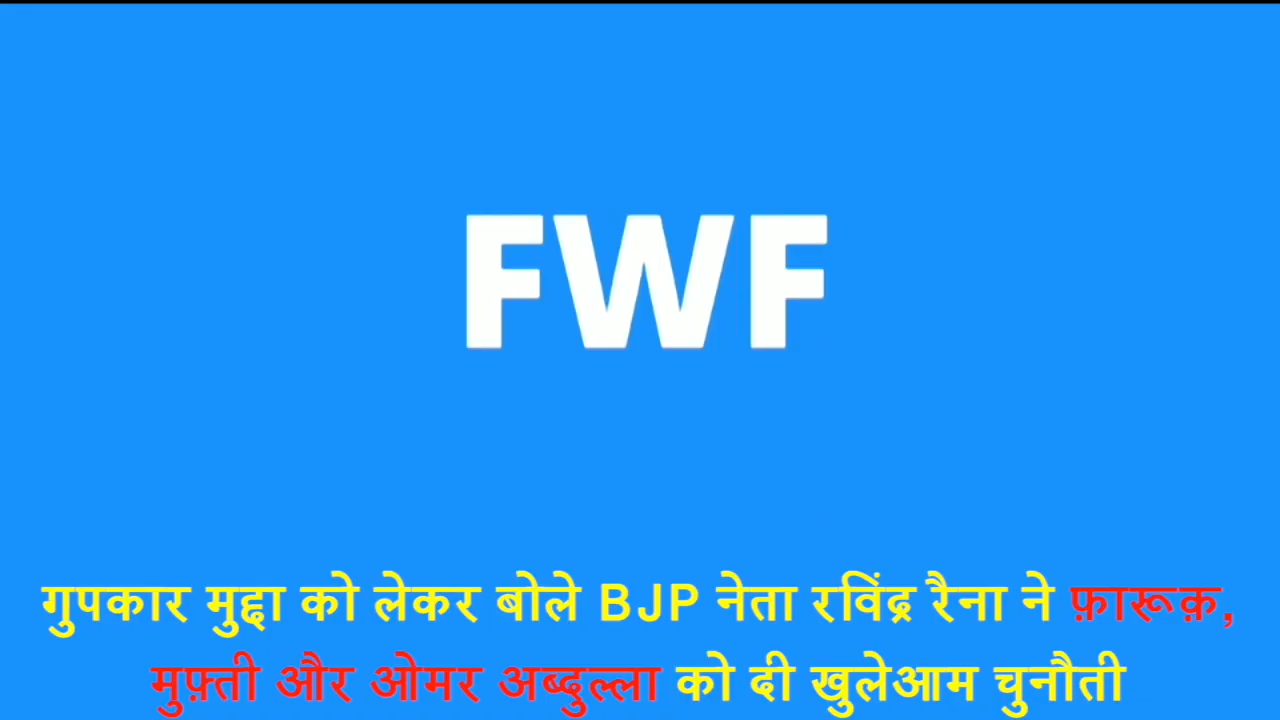 FWF
गुपकार मुद्दा को लेकर बोले BJP नेता रविंद्र रैना ने फ़ारूक़,
मुफ़्ती और ओमर अब्दुल्ला को दी खुलेआम चुनौती